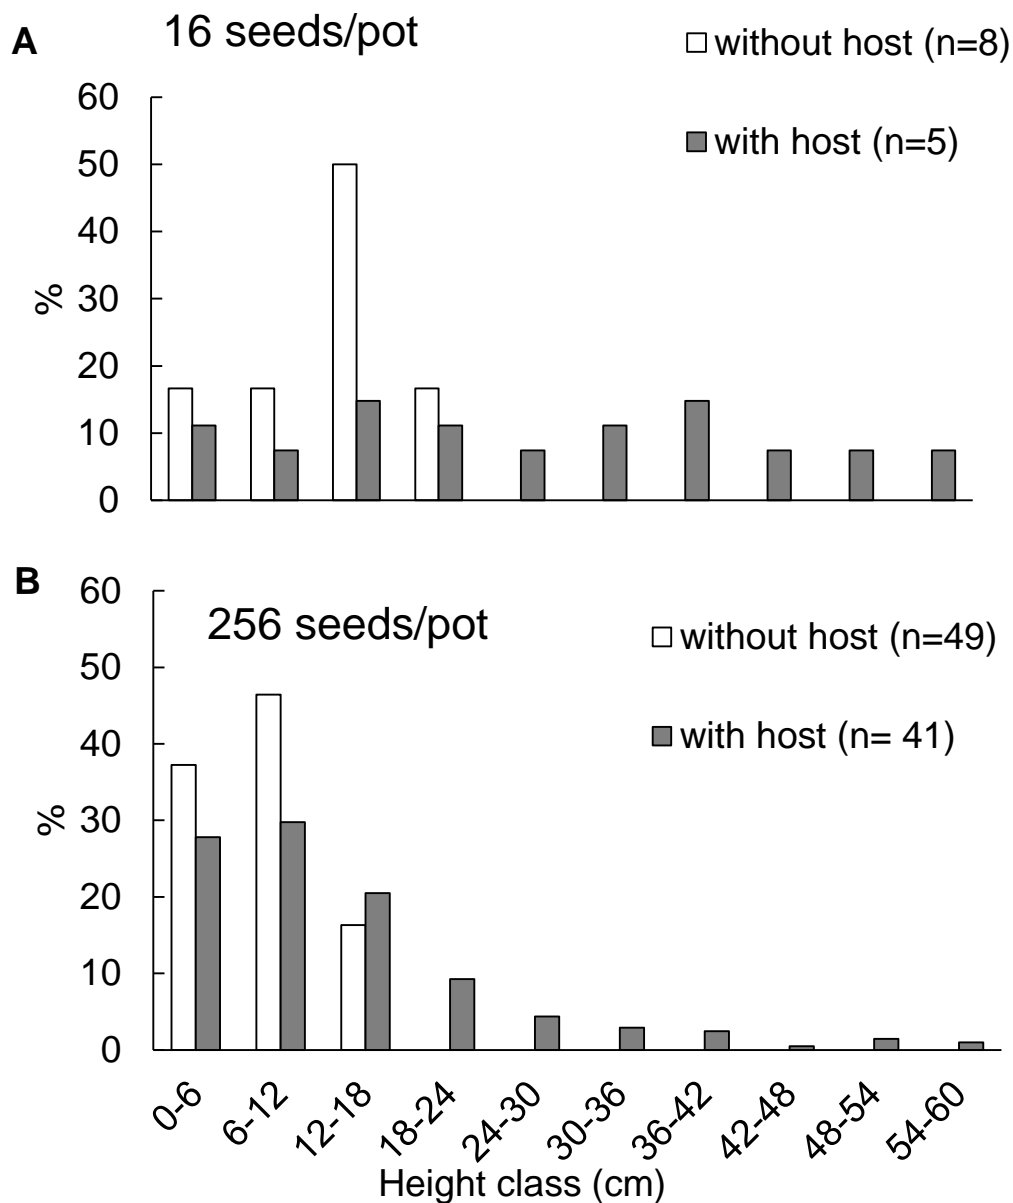 A
16 seeds/pot
without host (n=8)
with host (n=5)
60
50
40
30
20
10
0
%
B
256 seeds/pot
without host (n=49)
with host (n= 41)
60
50
40
30
20
10
0
%
0-6
6-12
12-18
18-24
24-30
30-36
36-42
42-48
48-54
54-60
Height class (cm)